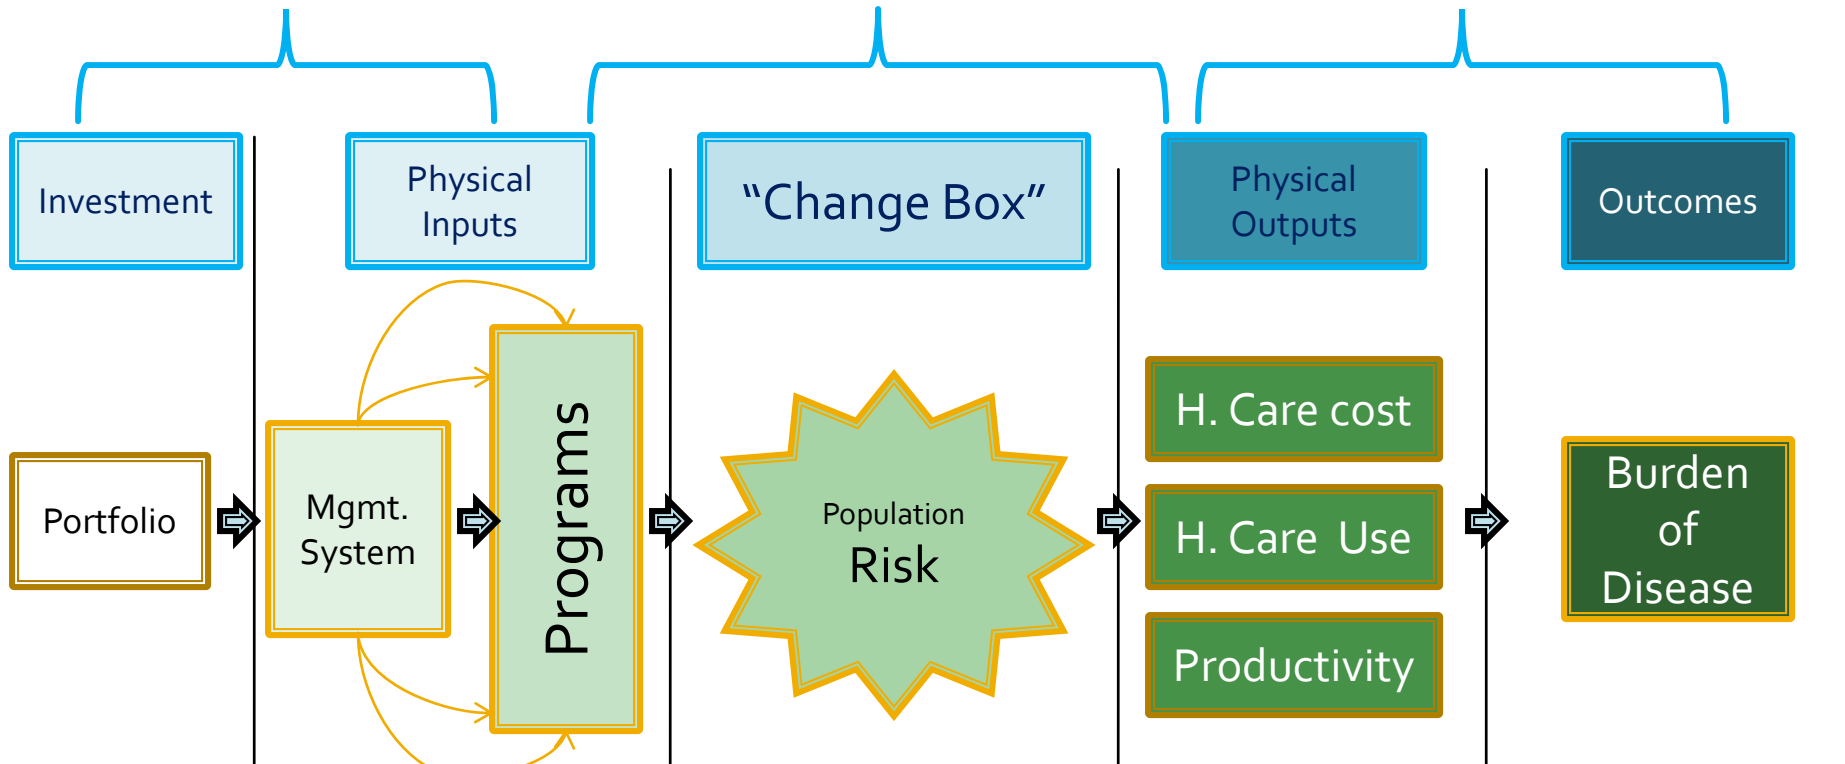 Investment
Physical
Inputs
“Change Box”
Physical
Outputs
Outcomes
Portfolio
Mgmt.
System
Programs
Population
Risk
H. Care cost
H. Care Use
Productivity
Burden
of
Disease